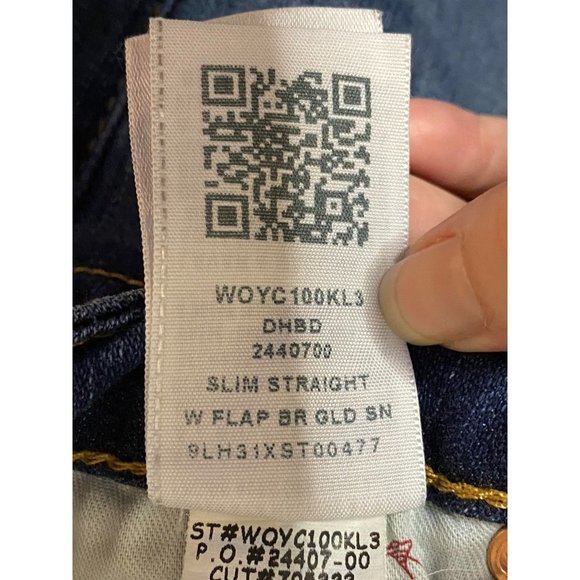 WOYC100KL3
DHBD
2440700
SLIM STRAIGHT
W FLAP BR GLD SN
9LH31XST00477
ST#WOYC100KL3
P.O.#24407-00